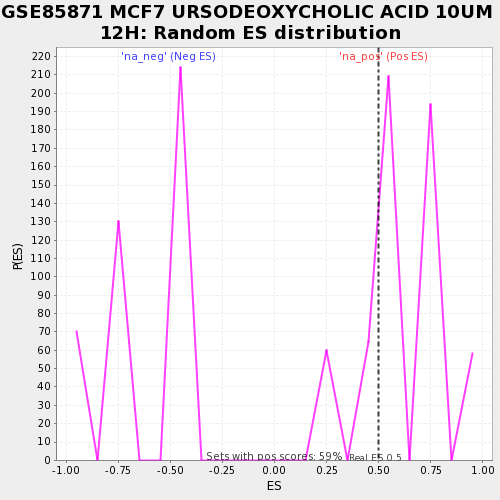 GSE85871 MCF7 URSODEOXYCHOLIC ACID 10UM
12H: Random ES distribution
'na_neg' (Neg ES)
'na_pos' (Pos ES)
220
210
200
190
180
170
160
150
140
130
120
110
100
90
80
70
60
50
40
30
20
10
0
P(ES)
Sets with pos scores: 59%
Real ES 0.5
-1.00 -0.75 -0.50 -0.25 0.00 0.25 0.50 0.75 1.00
ES